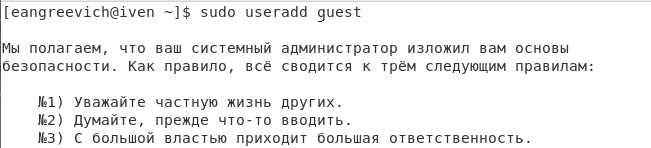 [eangreevich@iven ~]$ sudo useradd guest
Мы полагаем, что ваш системный администратор изложил вам основы
безопасности. Как правило, всё сводится к трём следующим правилам:
№1) Уважайте частную жизнь других.
№2) Думайте, прежде что-то вводить.
№3) С большой властью приходит большая ответственность.